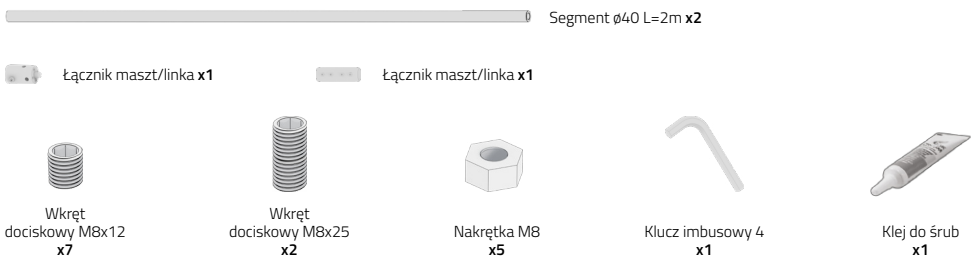 Segment ø40 L=2m x2
Łącznik maszt/linka x1
Łącznik maszt/linka x1
Wkręt
dociskowy M8x12
x7
Wkręt
dociskowy M8x25
x2
Nakrętka M8
x5
Klucz imbusowy 4
x1
Klej do śrub
x1